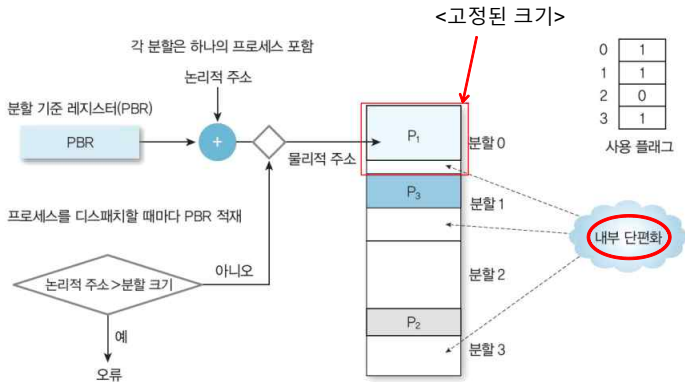 <고정된 크기>
각 분할은 하나의 프로세스 포함
논리적 주소
분할 기준 레지스터(PBR)
PBR
+
물리적 주소
P₁
분할 0
P₃
분할 1
분할 2
P₂
분할 3
0 1
1 1
2 0
3 1
사용 플래그
내부 단편화
프로세스를 디스패치할 때마다 PBR 적재
논리적 주소>분할 크기
아니오
예
오류